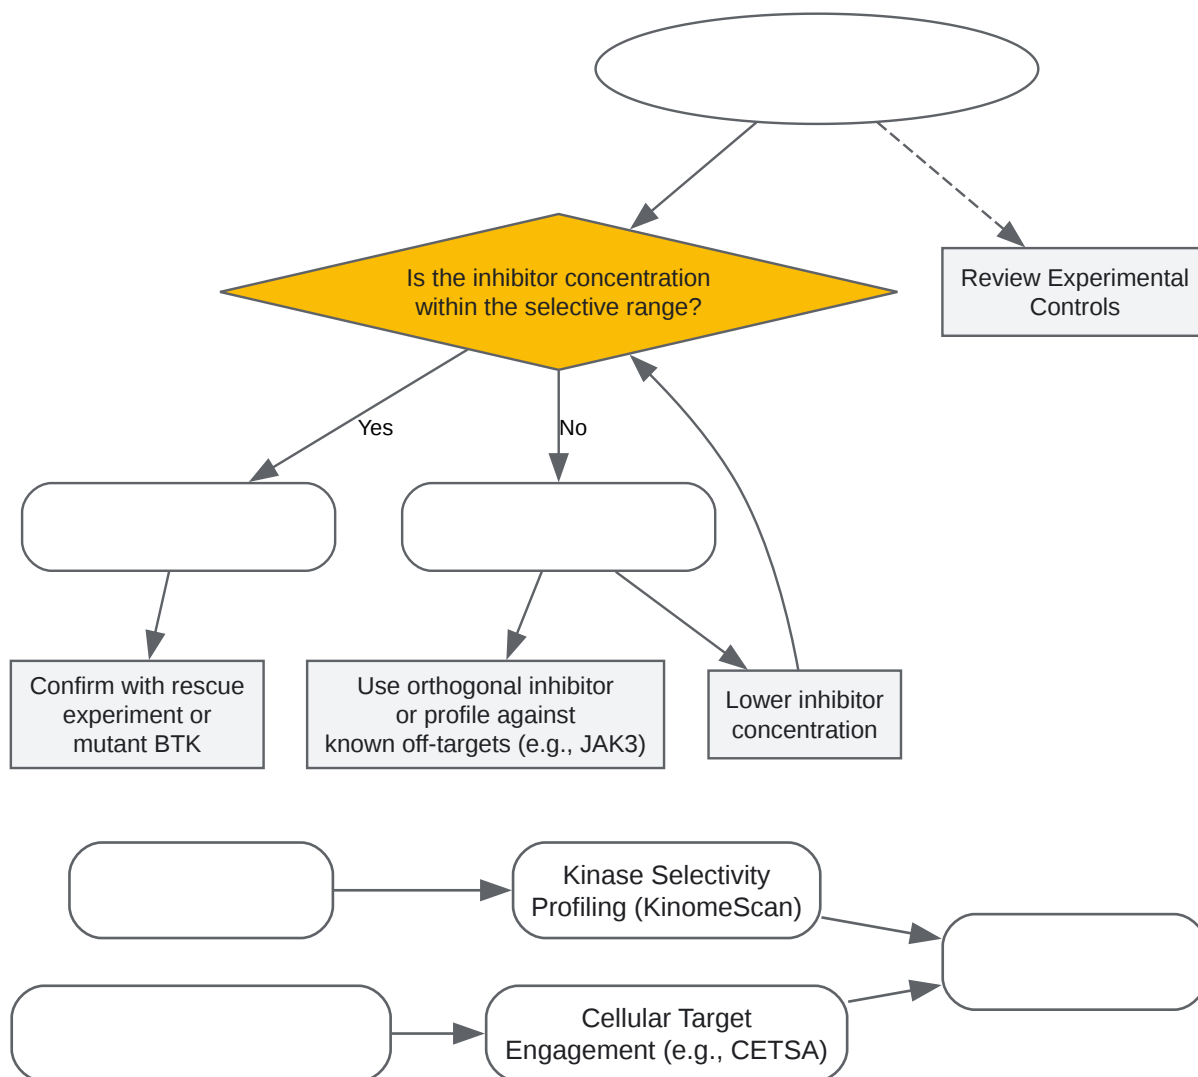 Is the inhibitor concentration
within the selective range?
Review Experimental
Controls
Yes
No
Confirm with rescue
experiment or
mutant BTK
Use orthogonal inhibitor
or profile against
known off-targets (e.g., JAK3)
Lower inhibitor
concentration
Kinase Selectivity
Profiling (KinomeScan)
Cellular Target
Engagement (e.g., CETSA)